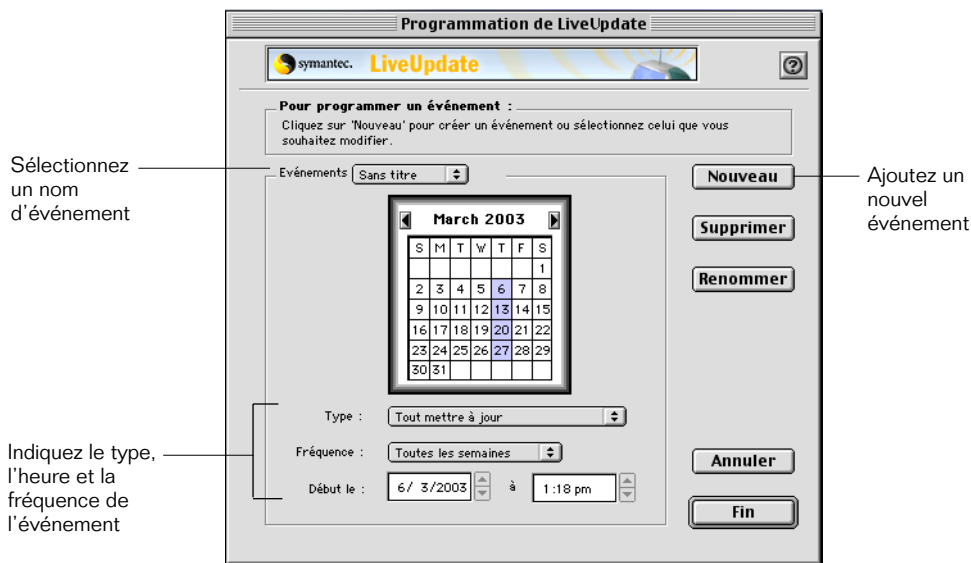 Programmation de LiveUpdate
symantec. LiveUpdate
?
Pour programmer un événement :
Cliquez sur 'Nouveau' pour créer un événement ou sélectionnez celui que vous
souhaitez modifier.
Sélectionnez
un nom
d'événement
Evénements Sans titre
Nouveau
Ajoutez un
nouvel
événement
Supprimer
Renommer
March 2003
S M T W T F S
1
2 3 4 5 6 7 8
9 10 11 12 13 14 15
16 17 18 19 20 21 22
23 24 25 26 27 28 29
30 31
Indiquez le type,
l'heure et la
fréquence de
l'événement
Type : Tout mettre à jour
Fréquence : Toutes les semaines
Début le : 6/ 3/2003 à 1:18 pm
Annuler
Fin